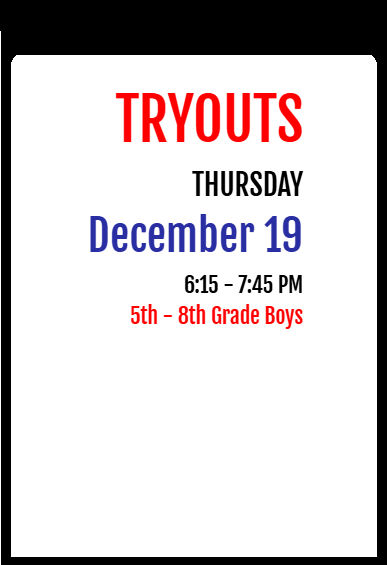 TRYOUTS
THURSDAY
December 19
6:15 - 7:45 PM
5th - 8th Grade Boys